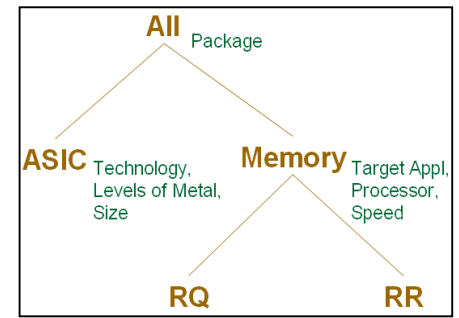 All
Package
ASIC
Technology,
Levels of Metal,
Size
Memory
Target Appl,
Processor,
Speed
RQ
RR